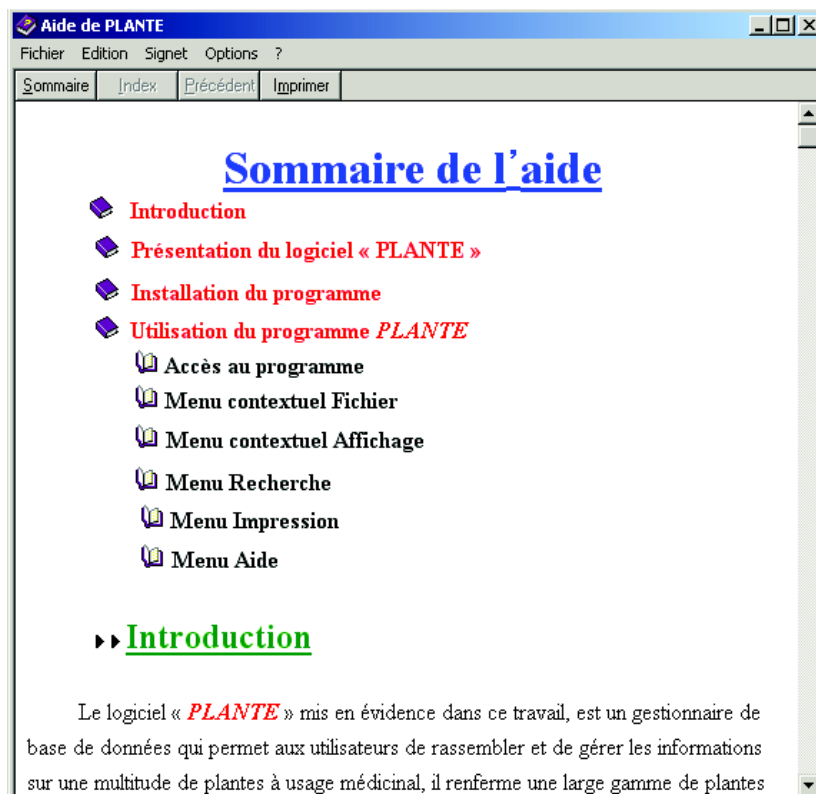 Aide de PLANTE
Fichier Edition Signet Options ?
Sommaire Index Précédent Imprimer
Sommaire de l'aide
Introduction
Présentation du logiciel « PLANTE »
Installation du programme
Utilisation du programme PLANTE
Accès au programme
Menu contextuel Fichier
Menu contextuel Affichage
Menu Recherche
Menu Impression
Menu Aide
Introduction
Le logiciel « PLANTE » mis en évidence dans ce travail, est un gestionnaire de
base de données qui permet aux utilisateurs de rassembler et de gérer les informations
sur une multitude de plantes à usage médicinal, il renferme une large gamme de plantes